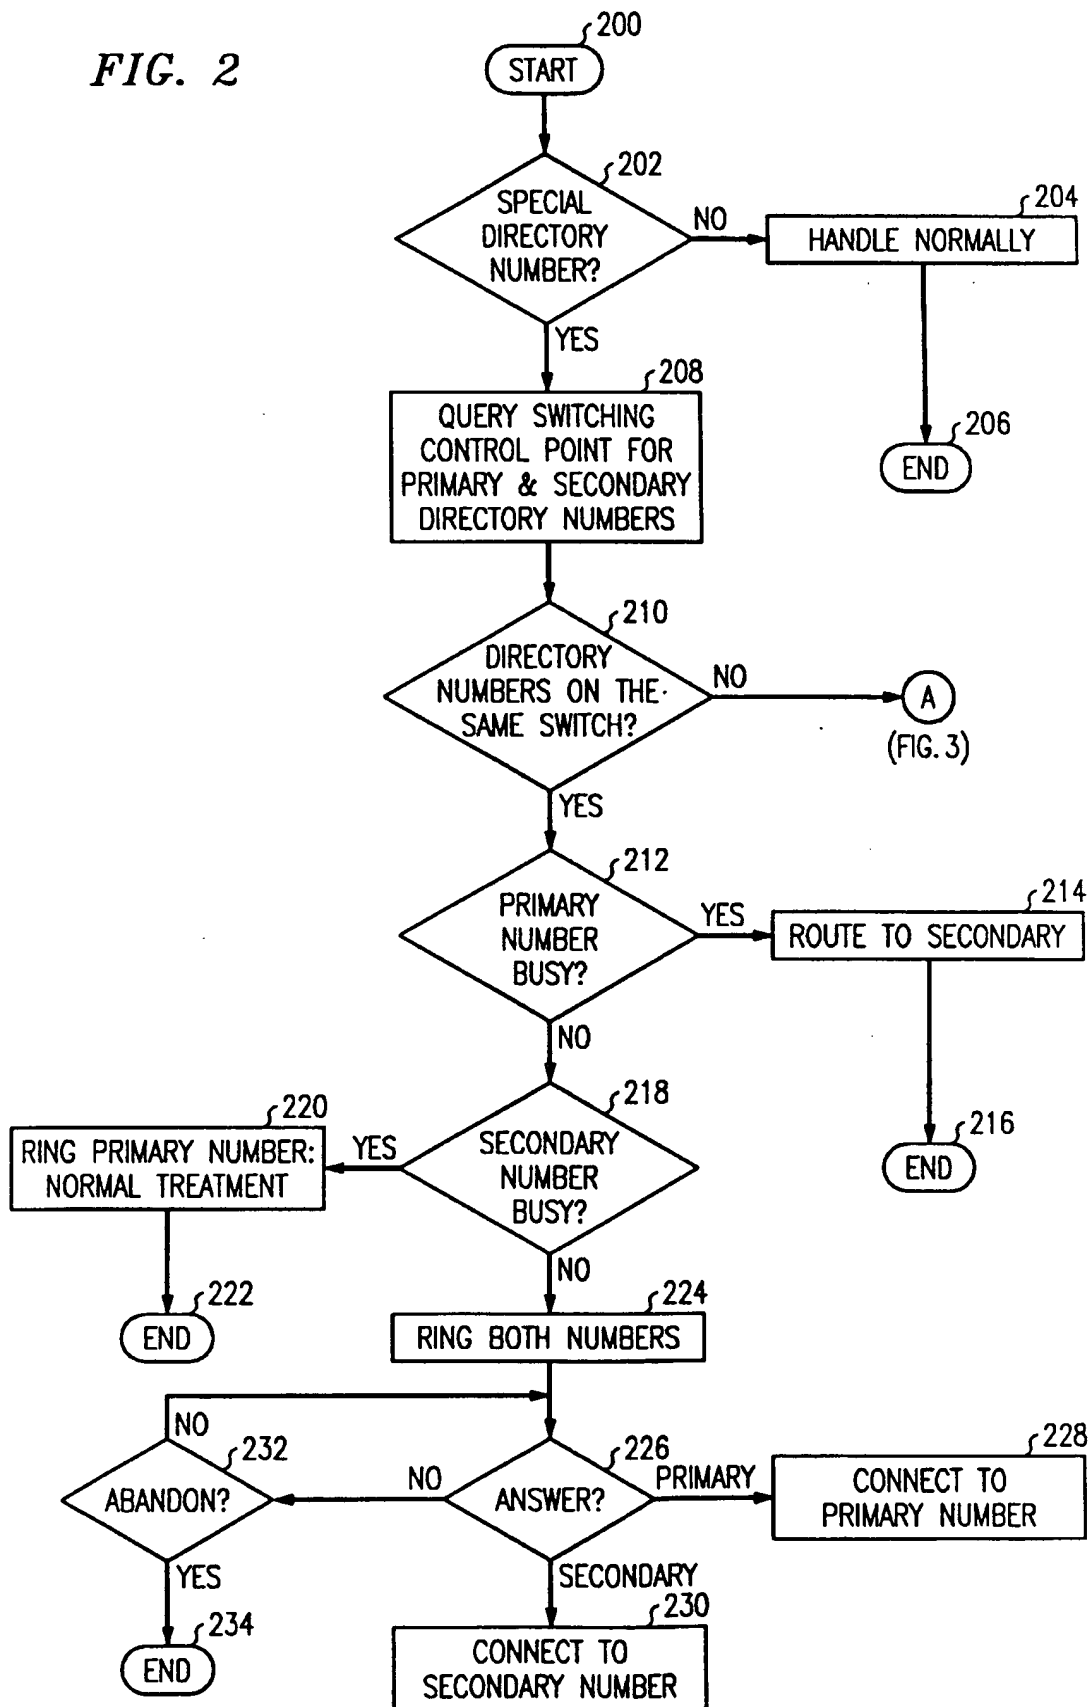 FIG. 2
200
START
202
SPECIAL
DIRECTORY
NUMBER?
NO
204
HANDLE NORMALLY
YES
206
END
208
QUERY SWITCHING
CONTROL POINT FOR
PRIMARY & SECONDARY
DIRECTORY NUMBERS
210
DIRECTORY
NUMBERS ON THE
SAME SWITCH?
NO
A
(FIG. 3)
YES
212
PRIMARY
NUMBER
BUSY?
YES
214
ROUTE TO SECONDARY
NO
216
END
218
SECONDARY
NUMBER
BUSY?
YES
220
RING PRIMARY NUMBER:
NORMAL TREATMENT
222
END
NO
224
RING BOTH NUMBERS
NO
232
ABANDON?
NO
226
ANSWER?
PRIMARY
228
CONNECT TO
PRIMARY NUMBER
YES
234
END
SECONDARY
230
CONNECT TO
SECONDARY NUMBER